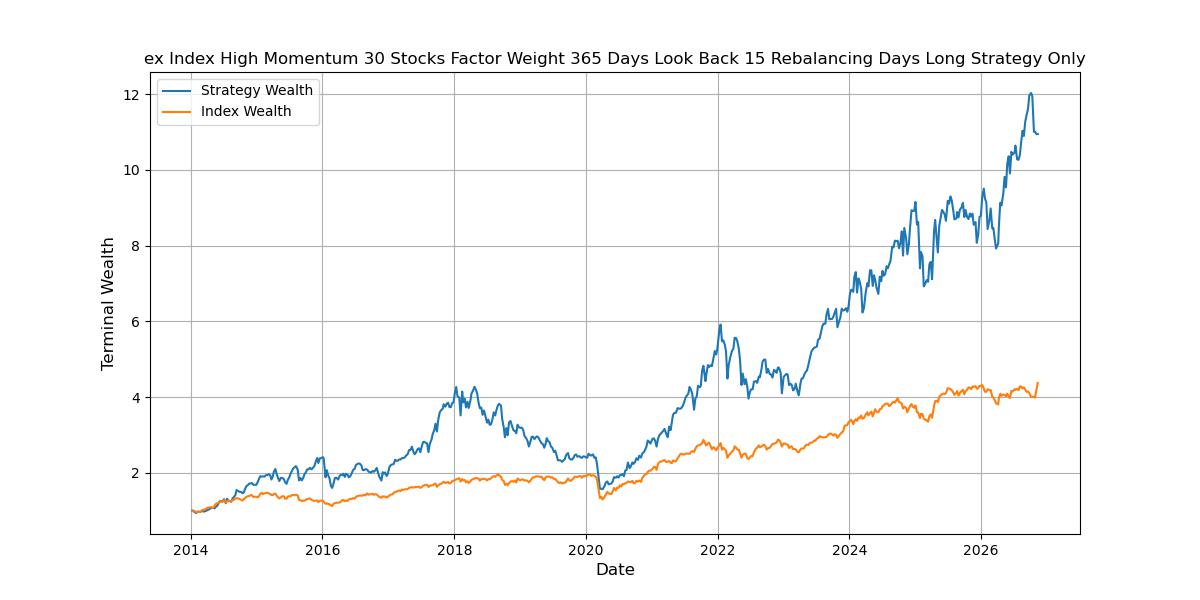 ex Index High Momentum 30 Stocks Factor Weight 365 Days Look Back 15 Rebalancing Days Long Strategy Only
Strategy Wealth
Index Wealth
Terminal Wealth
12
10
8
6
4
2
2014 2016 2018 2020 2022 2024 2026
Date